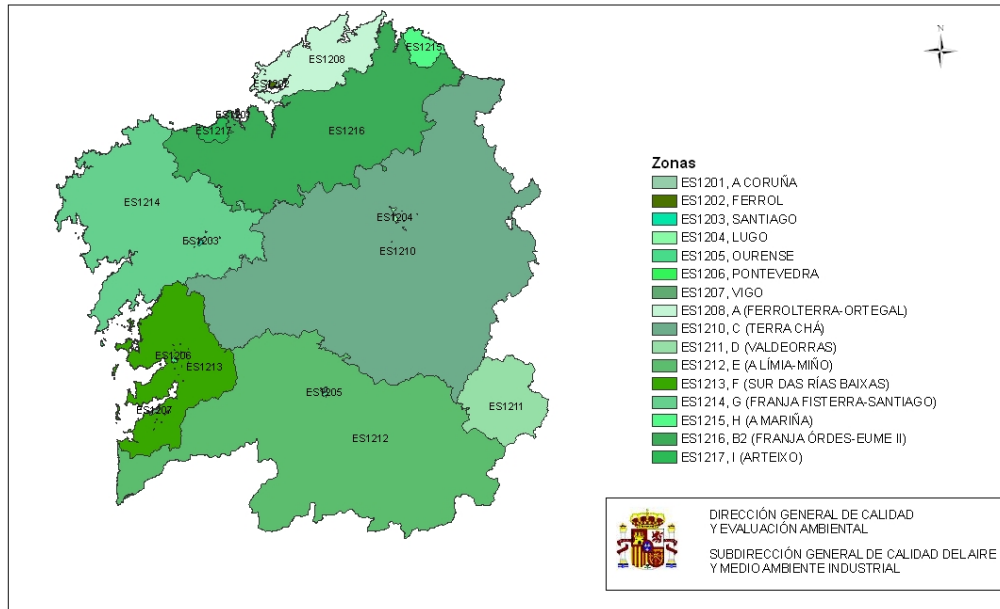 N
ES1215
ES1208
ES1202
ES1201
ES1217
ES1216
ES1214
ES1204
ES1203
ES1210
ES1206
ES1213
ES1205
ES1207
ES1211
ES1212
Zonas
ES1201, A CORUÑA
ES1202, FERROL
ES1203, SANTIAGO
ES1204, LUGO
ES1205, OURENSE
ES1206, PONTEVEDRA
ES1207, VIGO
ES1208, A (FERROLTERRA-ORTEGAL)
ES1210, C (TERRA CHÁ)
ES1211, D (VALDEORRAS)
ES1212, E (A LÍMIA-MIÑO)
ES1213, F (SUR DAS RÍAS BAIXAS)
ES1214, G (FRANJA FISTERRA-SANTIAGO)
ES1215, H (A MARIÑA)
ES1216, B2 (FRANJA ÓRDES-EUME II)
ES1217, I (ARTEIXO)
DIRECCIÓN GENERAL DE CALIDAD
Y EVALUACIÓN AMBIENTAL
SUBDIRECCIÓN GENERAL DE CALIDAD DEL AIRE
Y MEDIO AMBIENTE INDUSTRIAL